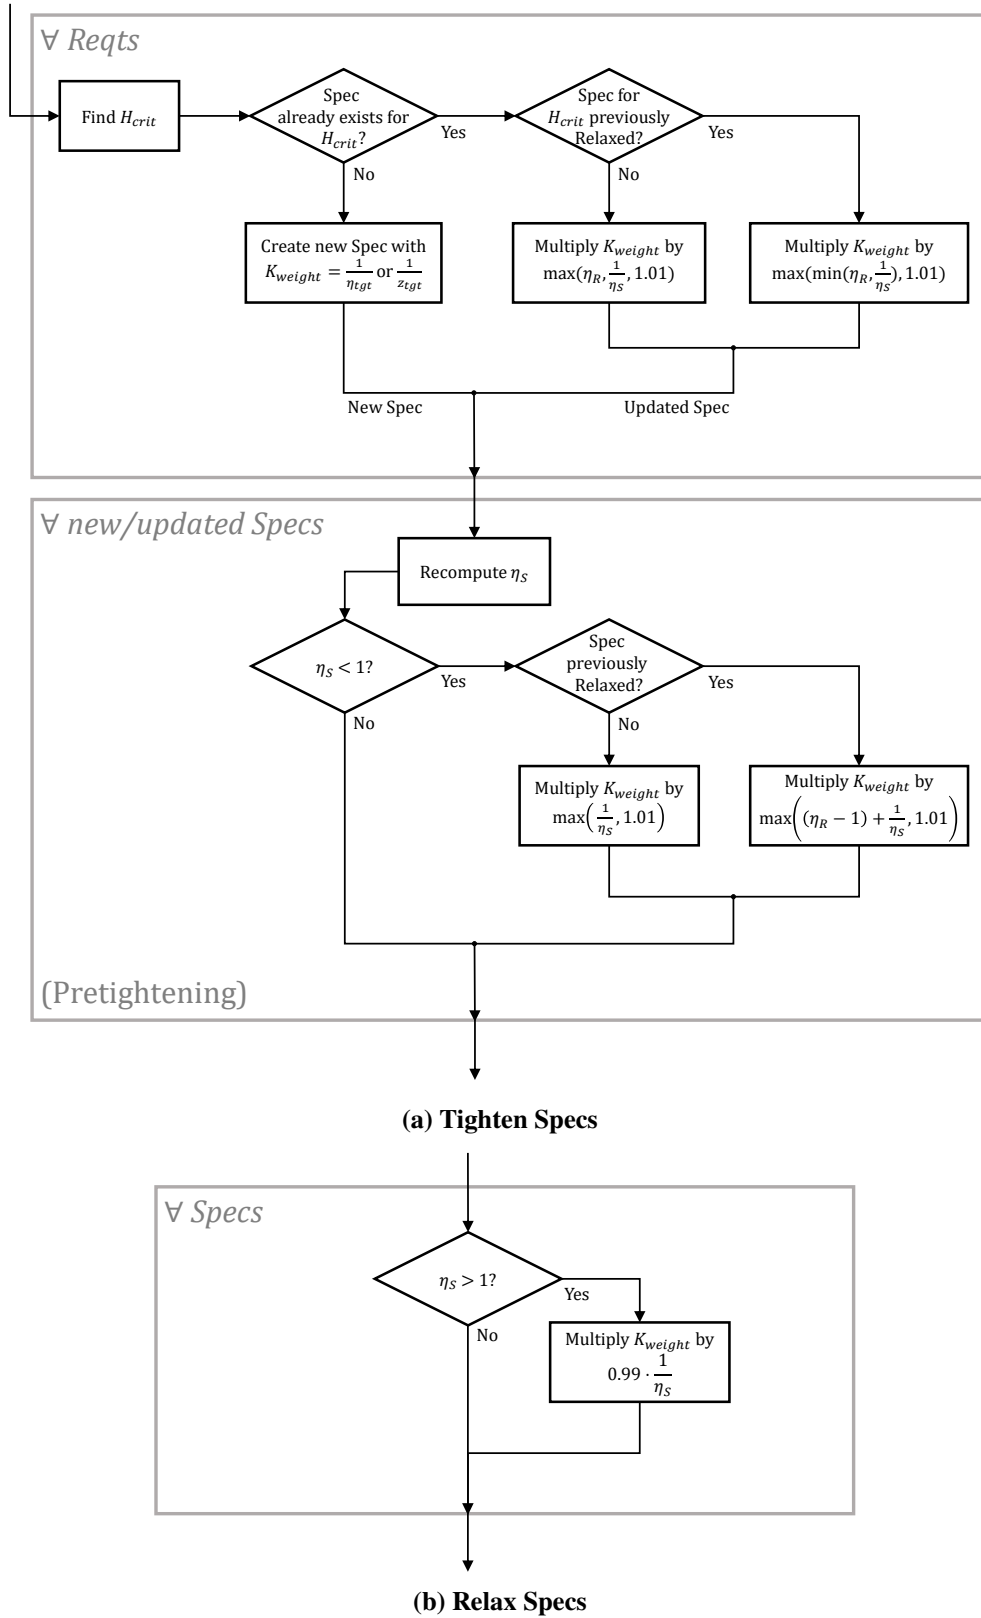 ∀ Reqts
Find H_crit
Spec
already exists for
H_crit?
Yes
No
Spec for
H_crit previously
Relaxed?
Yes
No
Create new Spec with
K_weight = 1/η_tgt or 1/z_tgt
Multiply K_weight by
max(η_R, 1/η_S, 1.01)
Multiply K_weight by
max(min(η_R, 1/η_S), 1.01)
New Spec
Updated Spec
∀ new/updated Specs
Recompute η_S
η_S < 1?
Yes
No
Spec
previously
Relaxed?
Yes
No
Multiply K_weight by
max(1/η_S, 1.01)
Multiply K_weight by
max((η_R − 1) + 1/η_S, 1.01)
(Pretightening)
(a) Tighten Specs
∀ Specs
η_S > 1?
Yes
No
Multiply K_weight by
0.99 · 1/η_S
(b) Relax Specs